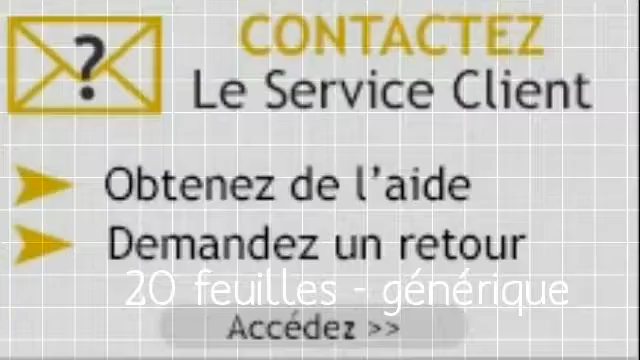 ?
CONTACTEZ
Le Service Client
Obtenez de l'aide
Demandez un retour
20 feuilles - générique
Accédez >>